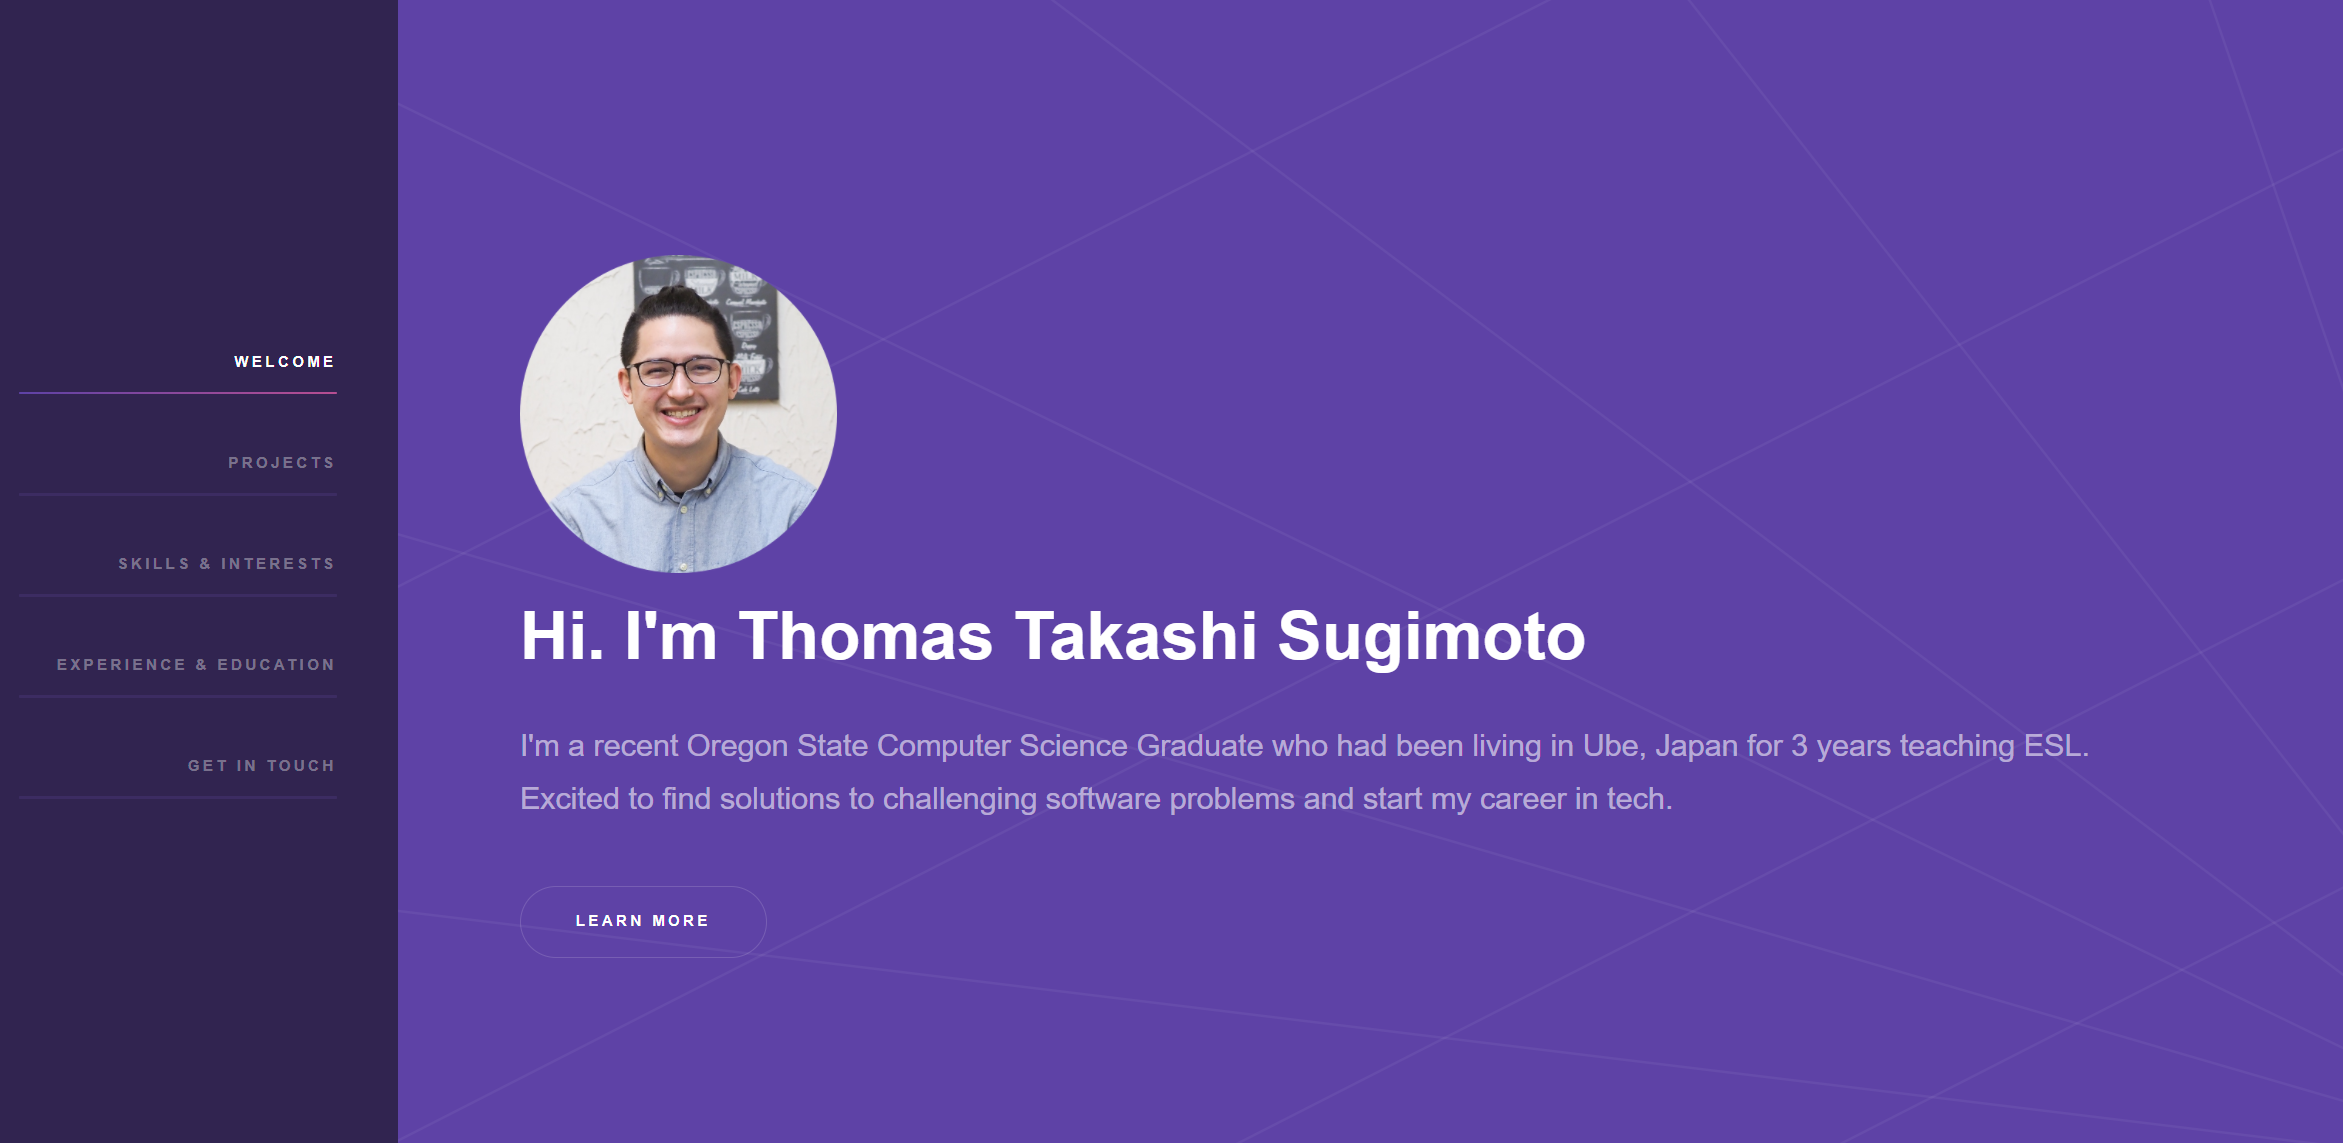 WELCOME
PROJECTS
SKILLS & INTERESTS
EXPERIENCE & EDUCATION
GET IN TOUCH
ESPRESSO
Hi. I'm Thomas Takashi Sugimoto
I'm a recent Oregon State Computer Science Graduate who had been living in Ube, Japan for 3 years teaching ESL.
Excited to find solutions to challenging software problems and start my career in tech.
LEARN MORE